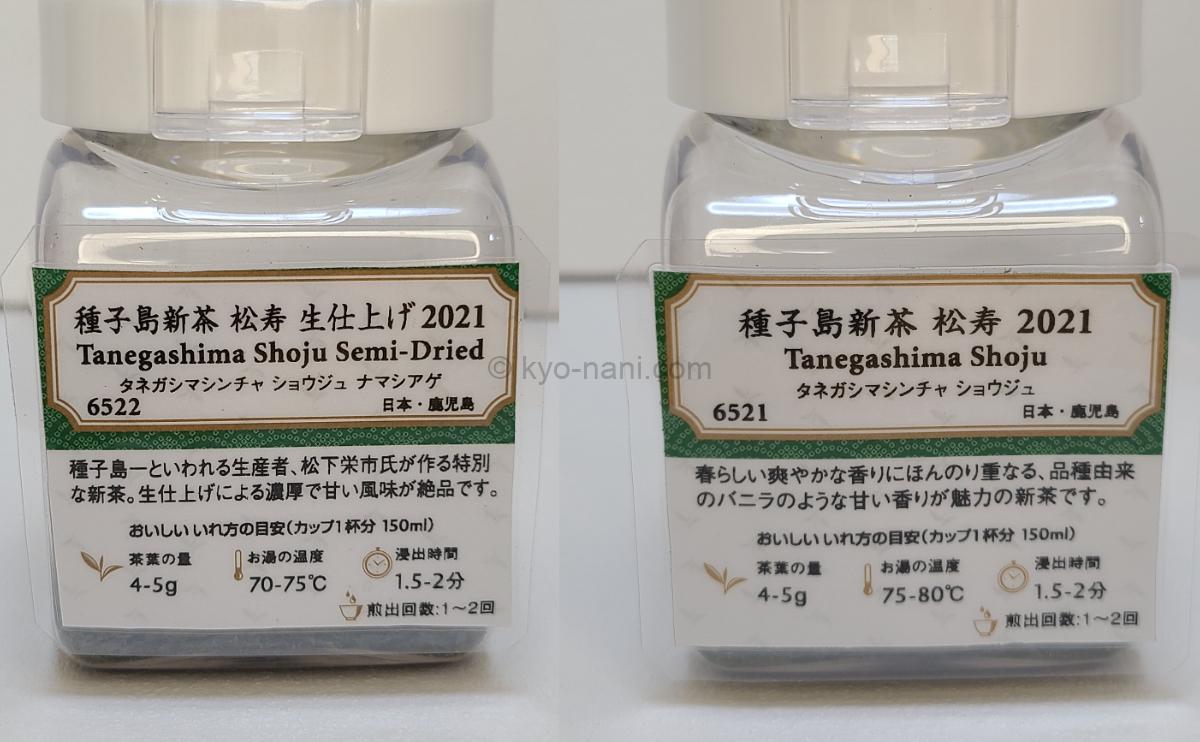 種子島新茶 松寿 生仕上げ 2021
Tanegashima Shoju Semi-Dried
タネガシマシンチャ ショウジュ ナマシアゲ
6522
日本・鹿児島
種子島一といわれる生産者、松下栄市氏が作る特別
な新茶。生仕上げによる濃厚で甘い風味が絶品です。
おいしいいれ方の目安(カップ1杯分 150ml)
茶葉の量
4-5g
お湯の温度
70-75℃
浸出時間
1.5-2分
煎出回数:1〜2回
種子島新茶 松寿 2021
Tanegashima Shoju
タネガシマシンチャ ショウジュ
6521
日本・鹿児島
春らしい爽やかな香りにほんのり重なる、品種由来
のバニラのような甘い香りが魅力の新茶です。
おいしいいれ方の目安(カップ1杯分 150ml)
茶葉の量
4-5g
お湯の温度
75-80℃
浸出時間
1.5-2分
煎出回数:1〜2回
© kyo-nani.com